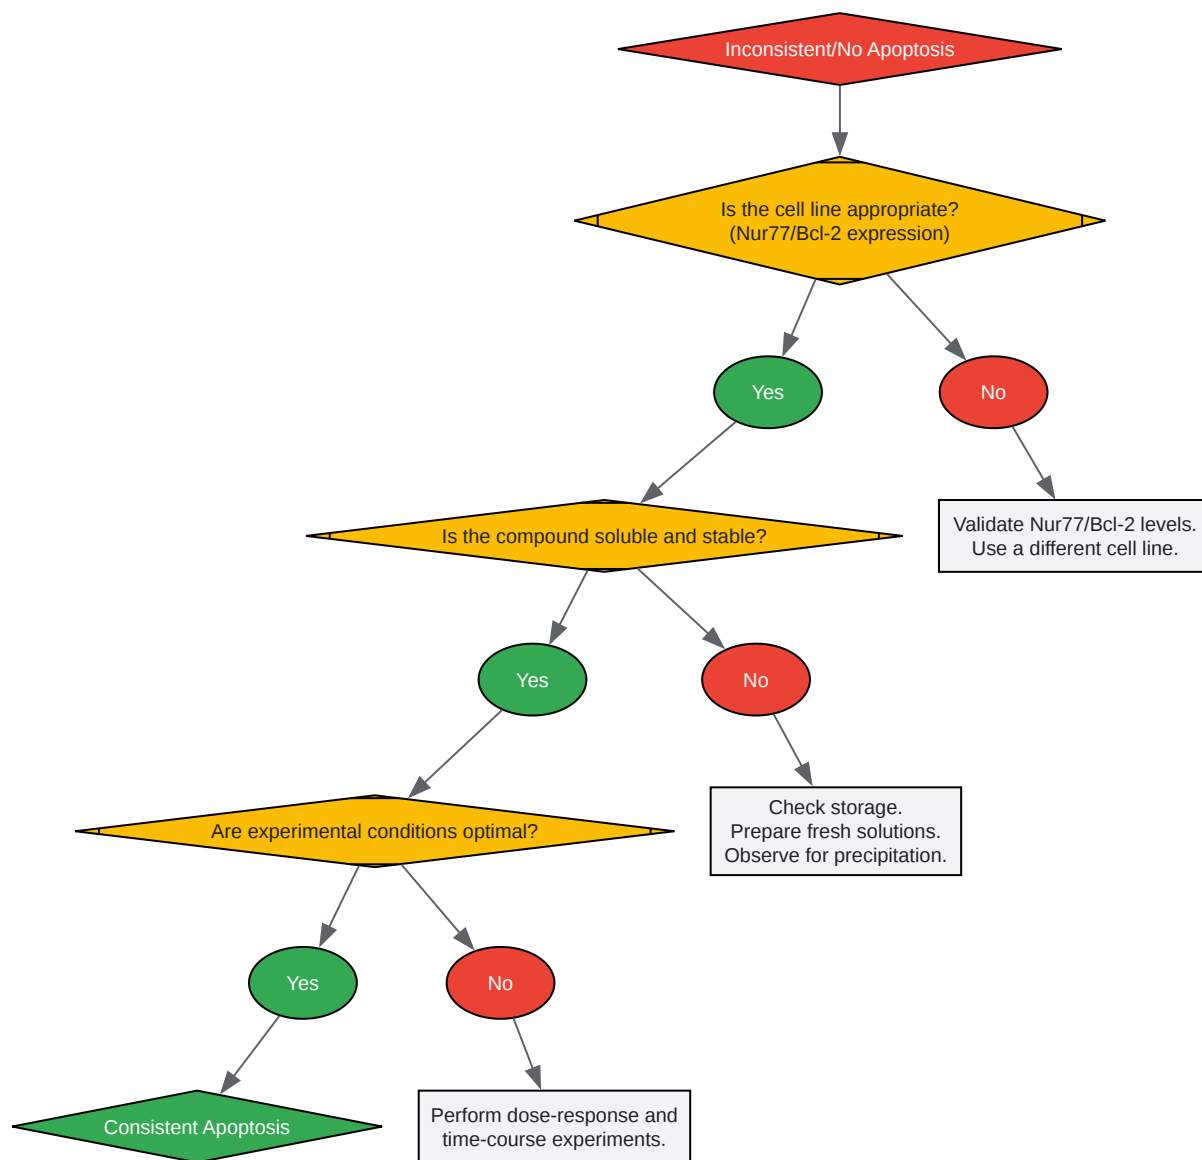 Inconsistent/No Apoptosis
Is the cell line appropriate?
(Nur77/Bcl-2 expression)
Yes
No
Validate Nur77/Bcl-2 levels.
Use a different cell line.
Is the compound soluble and stable?
Yes
No
Check storage.
Prepare fresh solutions.
Observe for precipitation.
Are experimental conditions optimal?
Yes
No
Consistent Apoptosis
Perform dose-response and
time-course experiments.